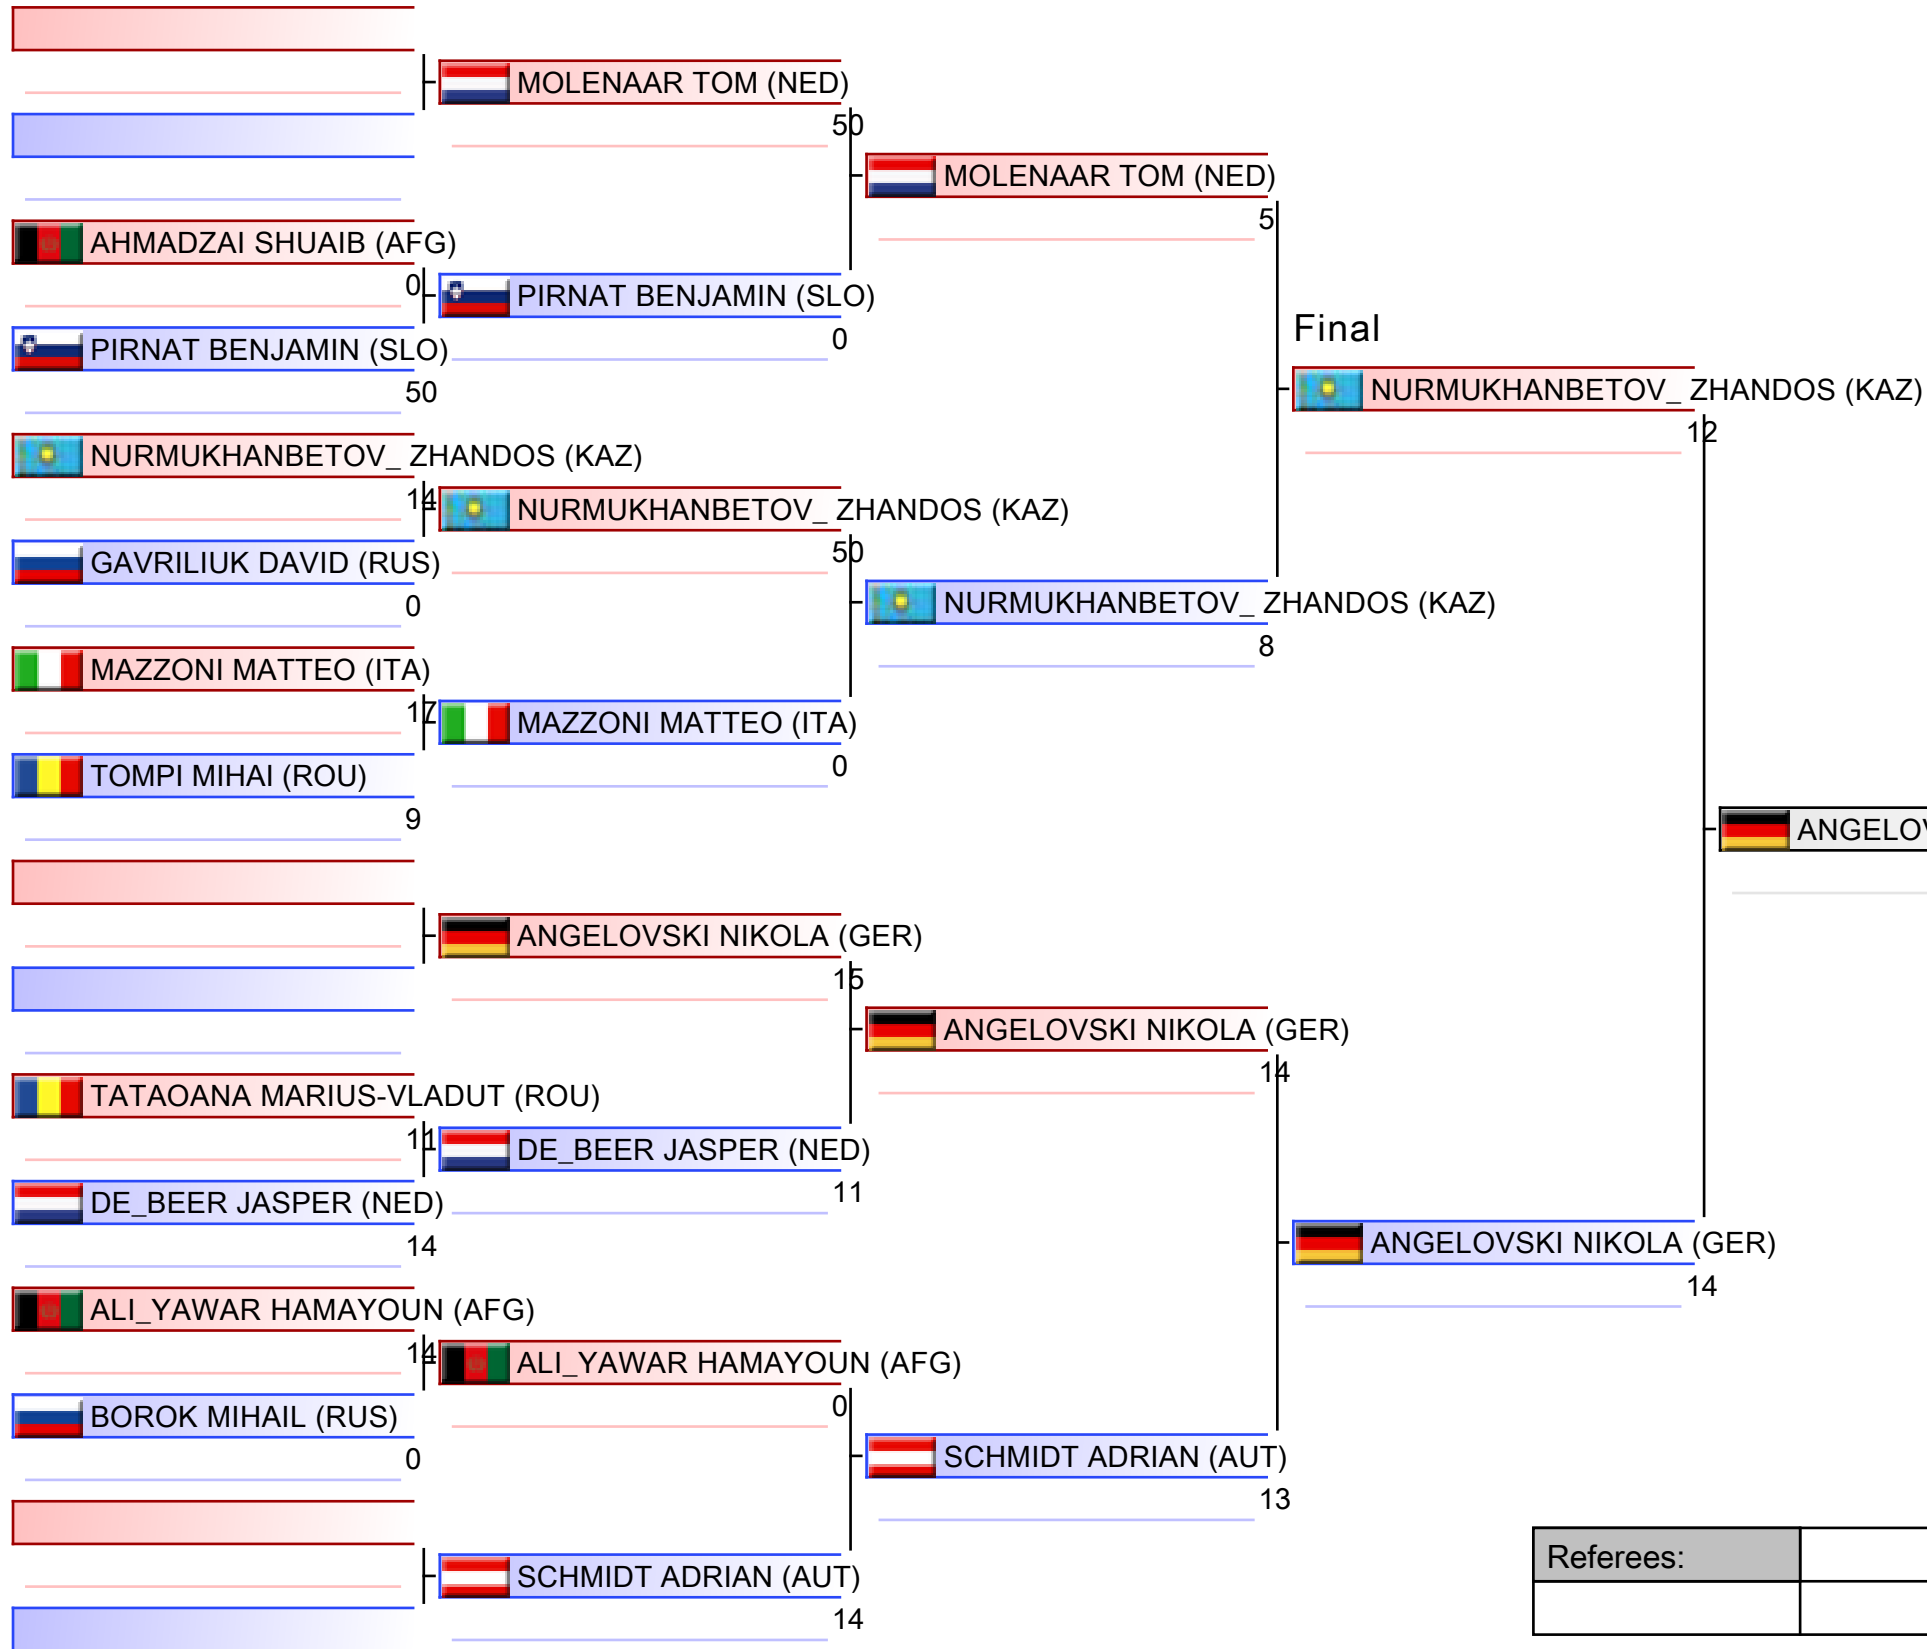 MOLENAAR TOM (NED)
50
MOLENAAR TOM (NED)
5
AHMADZAI SHUAIB (AFG)
0
PIRNAT BENJAMIN (SLO)
0
PIRNAT BENJAMIN (SLO)
50
Final
NURMUKHANBETOV_ ZHANDOS (KAZ)
12
NURMUKHANBETOV_ ZHANDOS (KAZ)
14
NURMUKHANBETOV_ ZHANDOS (KAZ)
50
GAVRILIUK DAVID (RUS)
0
NURMUKHANBETOV_ ZHANDOS (KAZ)
8
MAZZONI MATTEO (ITA)
17
MAZZONI MATTEO (ITA)
0
TOMPI MIHAI (ROU)
9
ANGELOV
ANGELOVSKI NIKOLA (GER)
15
ANGELOVSKI NIKOLA (GER)
14
TATAOANA MARIUS-VLADUT (ROU)
11
DE_BEER JASPER (NED)
11
DE_BEER JASPER (NED)
14
ANGELOVSKI NIKOLA (GER)
14
ALI_YAWAR HAMAYOUN (AFG)
14
ALI_YAWAR HAMAYOUN (AFG)
0
BOROK MIHAIL (RUS)
0
SCHMIDT ADRIAN (AUT)
13
SCHMIDT ADRIAN (AUT)
14
Referees: